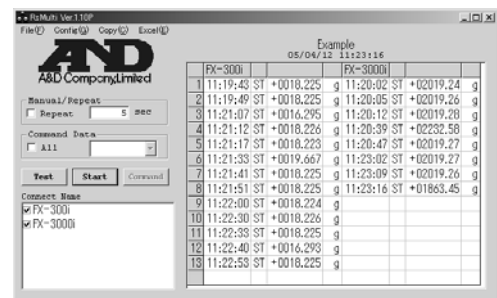 RsMulti Ver.1.10P
File(F) Config(G) Copy(C) Excel(E)
AND
A&D Company,Limited
Manual/Repeat
Repeat 5 sec
Command Data
All
Test Start Command
Connect Name
FX-300i
FX-3000i
Example
05/04/12 11:23:16
FX-300i FX-3000i
1 11:19:43 ST +0018.225 g 11:20:02 ST +02019.24 g
2 11:19:49 ST +0018.225 g 11:20:05 ST +02019.26 g
3 11:21:07 ST +0016.295 g 11:20:12 ST +02019.28 g
4 11:21:12 ST +0018.226 g 11:20:39 ST +02232.58 g
5 11:21:17 ST +0018.223 g 11:20:47 ST +02019.27 g
6 11:21:33 ST +0019.667 g 11:23:02 ST +02019.27 g
7 11:21:41 ST +0018.225 g 11:23:09 ST +02019.26 g
8 11:21:51 ST +0018.225 g 11:23:16 ST +01863.45 g
9 11:22:00 ST +0018.224 g
10 11:22:30 ST +0018.226 g
11 11:22:33 ST +0018.225 g
12 11:22:40 ST +0016.293 g
13 11:22:53 ST +0018.225 g